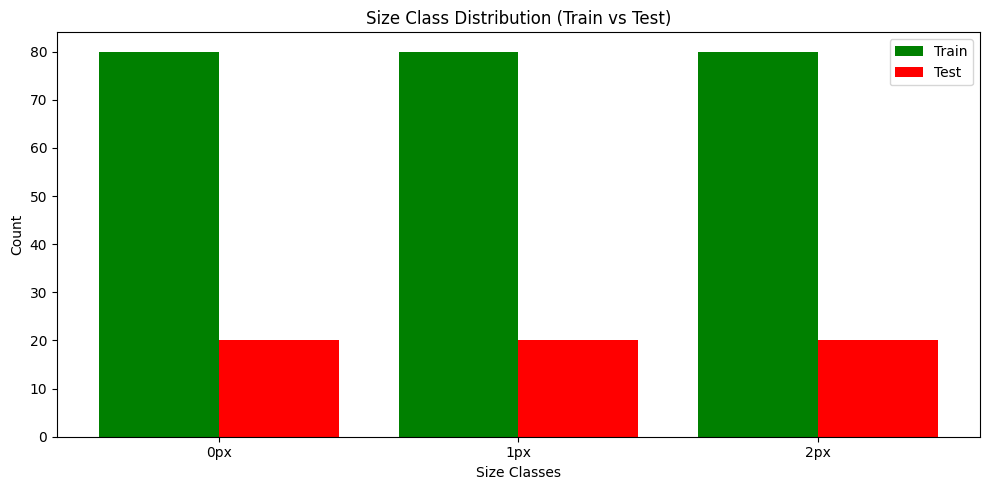 Size Class Distribution (Train vs Test)
Train
Test
80
70
60
50
40
30
20
10
0
Count
0px
1px
2px
Size Classes